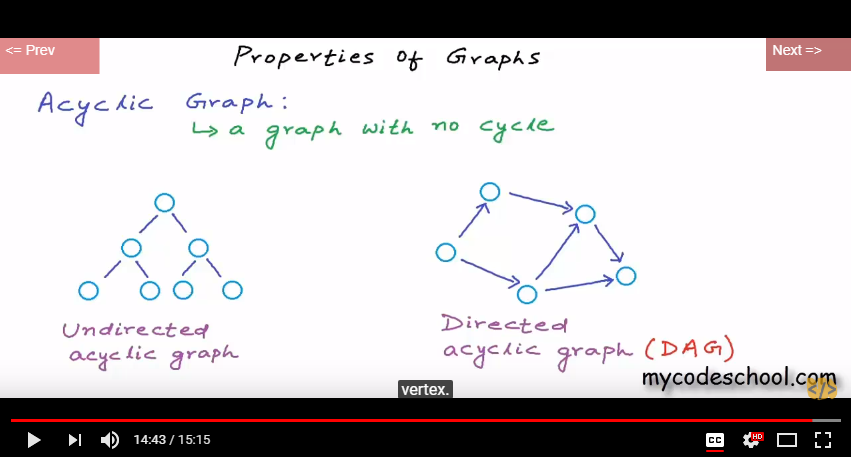 <= Prev
Next =>
Properties of Graphs
Acyclic Graph:
↳ a graph with no cycle
Undirected
acyclic graph
Directed
acyclic graph (DAG)
mycodeschool.com
</>
vertex.
14:43 / 15:15
CC
HD